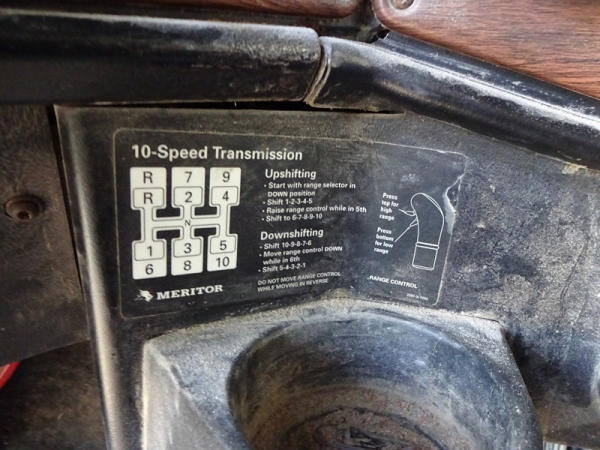 10-Speed Transmission
R 7 9
R 2 4
N
1 3 5
6 8 10
MERITOR
Upshifting
• Start with range selector in
DOWN position
• Shift 1-2-3-4-5
• Raise range control while in 5th
• Shift to 6-7-8-9-10
Downshifting
• Shift 10-9-8-7-6
• Move range control DOWN
while in 6th
• Shift 5-4-3-2-1
DO NOT MOVE RANGE CONTROL
WHILE MOVING IN REVERSE
Press
top for
high
range
Press
bottom
for low
range
RANGE CONTROL